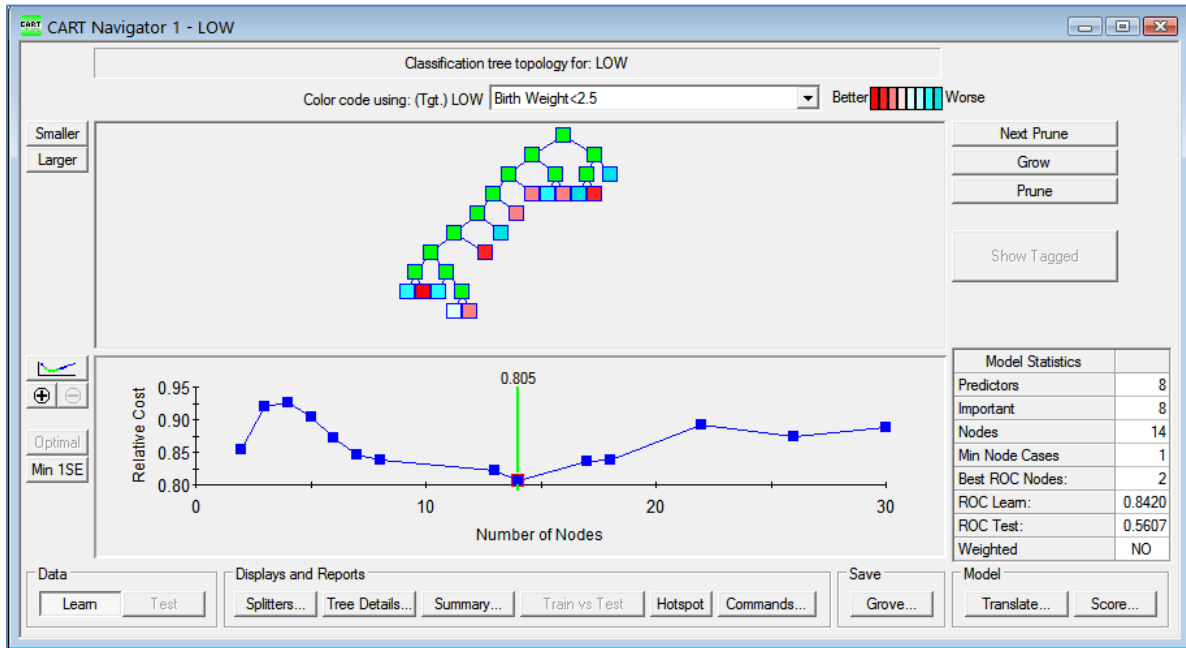 CART Navigator 1 - LOW
Classification tree topology for: LOW
Color code using: (Tgt.) LOW Birth Weight<2.5 Better Worse
Smaller
Larger
Next Prune
Grow
Prune
Show Tagged
Optimal
Min 1SE
Relative Cost
0.95
0.90
0.85
0.80
0.805
0 10 20 30
Number of Nodes
Model Statistics
Predictors 8
Important 8
Nodes 14
Min Node Cases 1
Best ROC Nodes: 2
ROC Learn: 0.8420
ROC Test: 0.5607
Weighted NO
Data
Learn Test
Displays and Reports
Splitters... Tree Details... Summary... Train vs Test Hotspot Commands...
Save
Grove...
Model
Translate... Score...